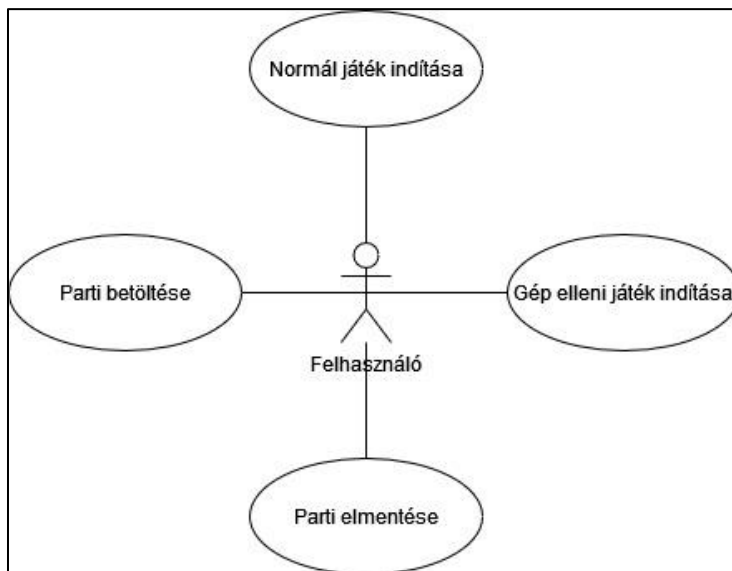 Normál játék indítása
Parti betöltése
Gép elleni játék indítása
Felhasználó
Parti elmentése